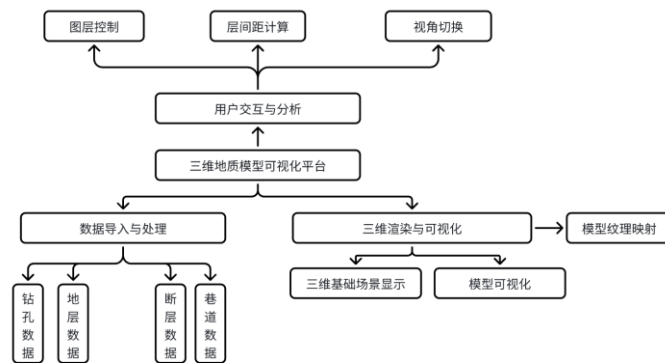 图层控制
层间距计算
视角切换
用户交互与分析
三维地质模型可视化平台
数据导入与处理
三维渲染与可视化
模型纹理映射
三维基础场景显示
模型可视化
钻孔数据
地层数据
断层数据
巷道数据